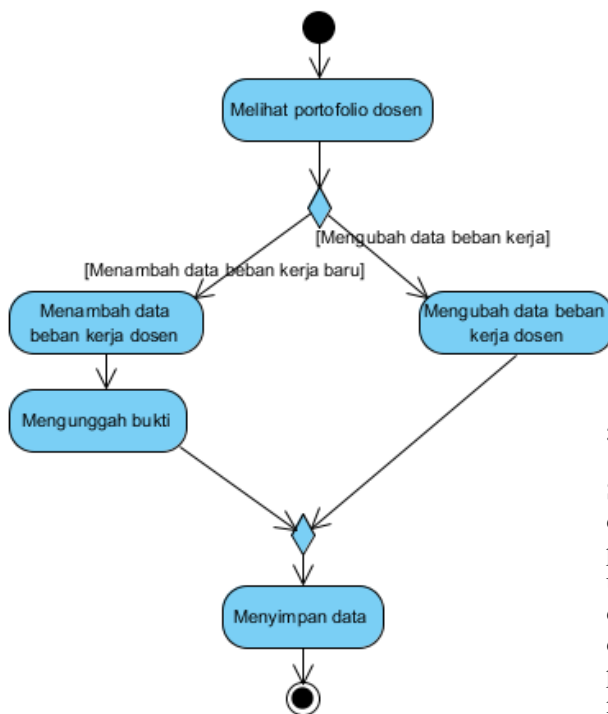 Melihat portofolio dosen
[Mengubah data beban kerja]
[Menambah data beban kerja baru]
Menambah data
beban kerja dosen
Mengubah data beban
kerja dosen
Mengunggah bukti
Menyimpan data